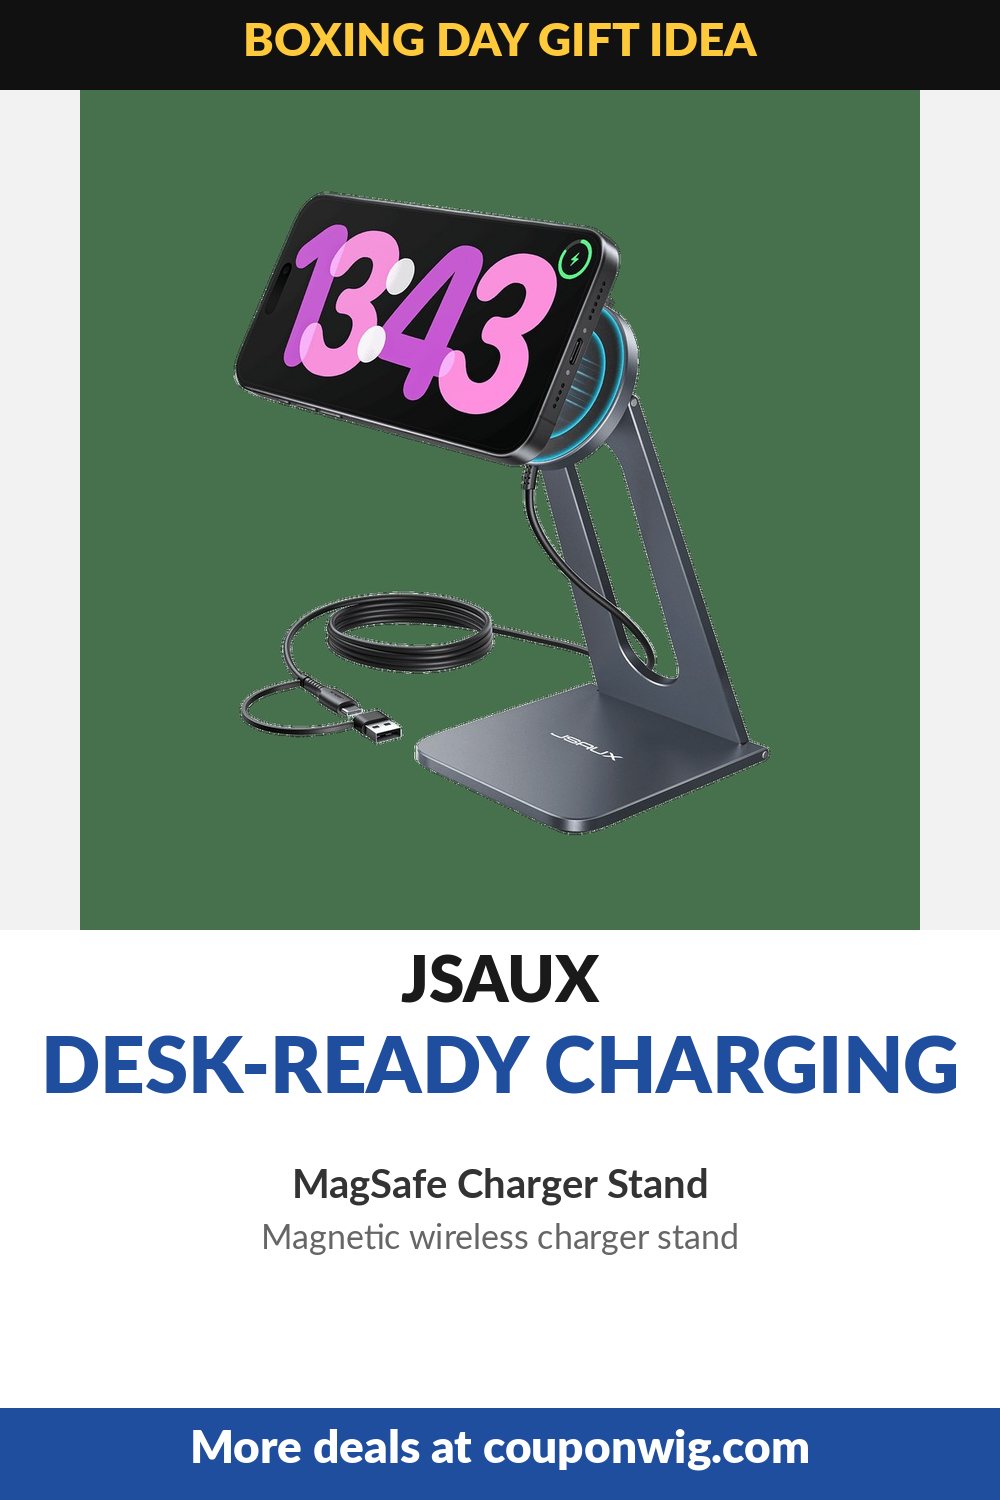 BOXING DAY GIFT IDEA
13:43
JSAUX
JSAUX
DESK-READY CHARGING
MagSafe Charger Stand
Magnetic wireless charger stand
More deals at couponwig.com